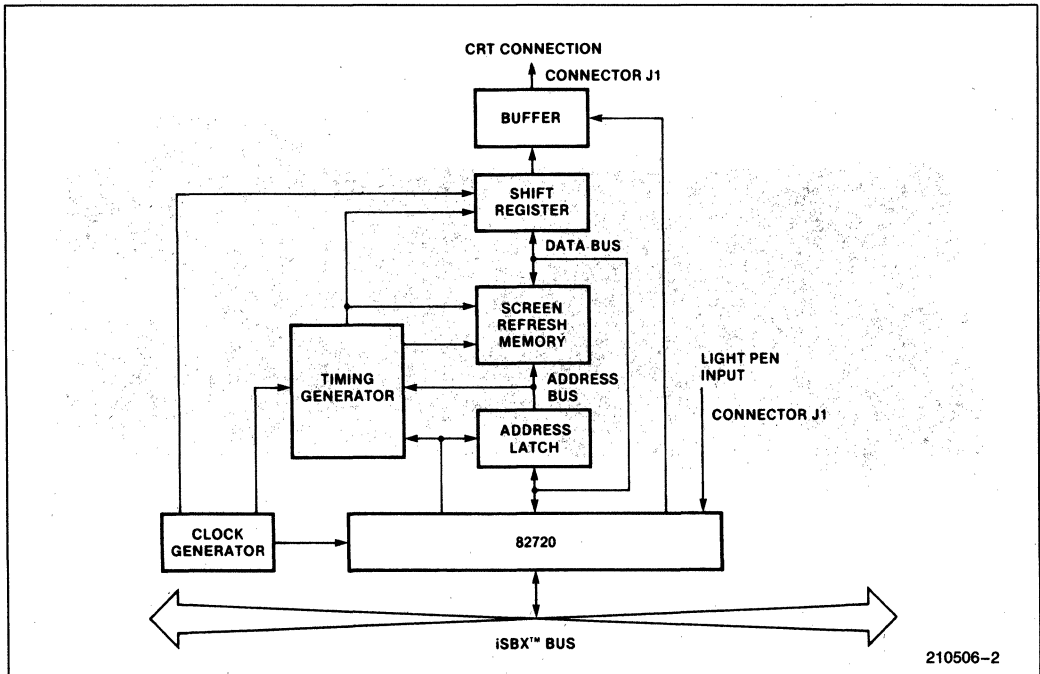 CRT CONNECTION
CONNECTOR J1
BUFFER
SHIFT
REGISTER
DATA BUS
SCREEN
REFRESH
MEMORY
TIMING
GENERATOR
ADDRESS
BUS
LIGHT PEN
INPUT
CONNECTOR J1
ADDRESS
LATCH
CLOCK
GENERATOR
82720
iSBX™ BUS
210506–2